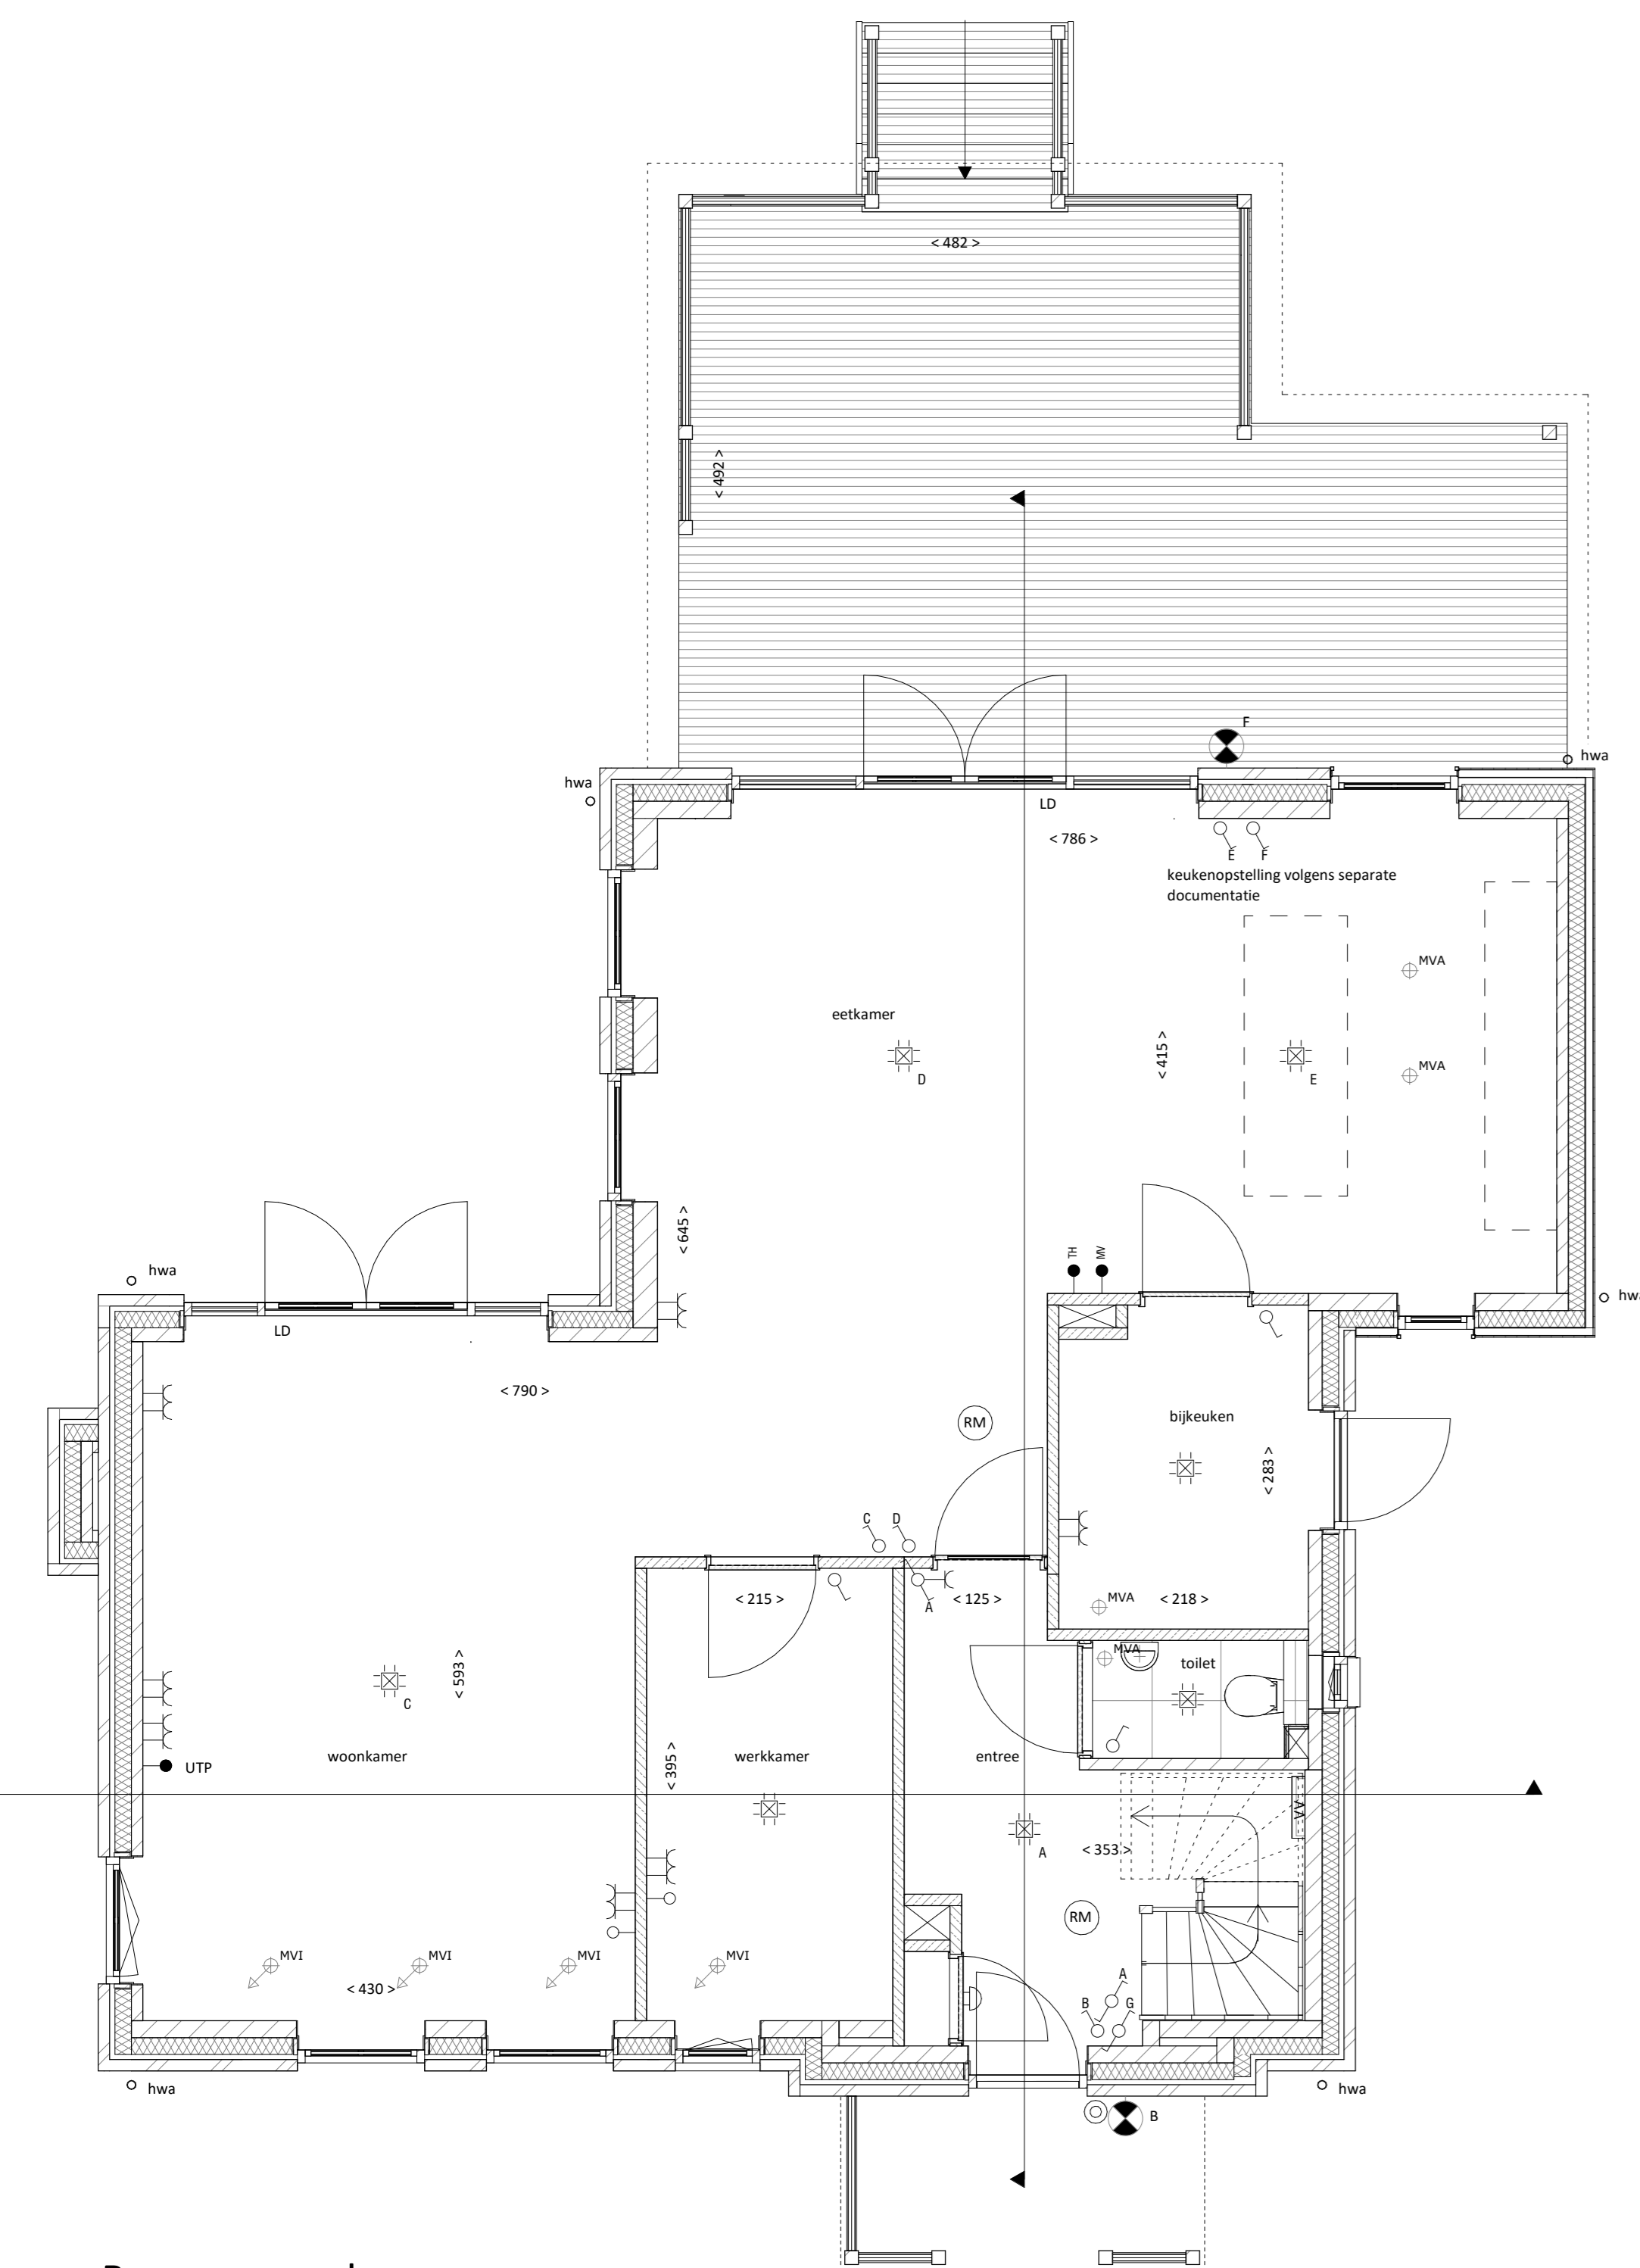 < 482 >
< 492 >
F
hwa
hwa
LD
< 786 >
E
F
keukenopstelling volgens separate
documentatie
MVA
eetkamer
D
< 415 >
E
MVA
< 645 >
TH
MV
hwa
LD
< 790 >
RM
bijkeuken
< 283 >
C
D
< 215 >
A
< 125 >
MVA
< 218 >
MVA
toilet
< 593 >
C
woonkamer
UTP
< 395 >
werkkamer
entree
A
< 353 >
RM
MVI
MVI
MVI
MVI
< 430 >
A
B
G
hwa
hwa
B